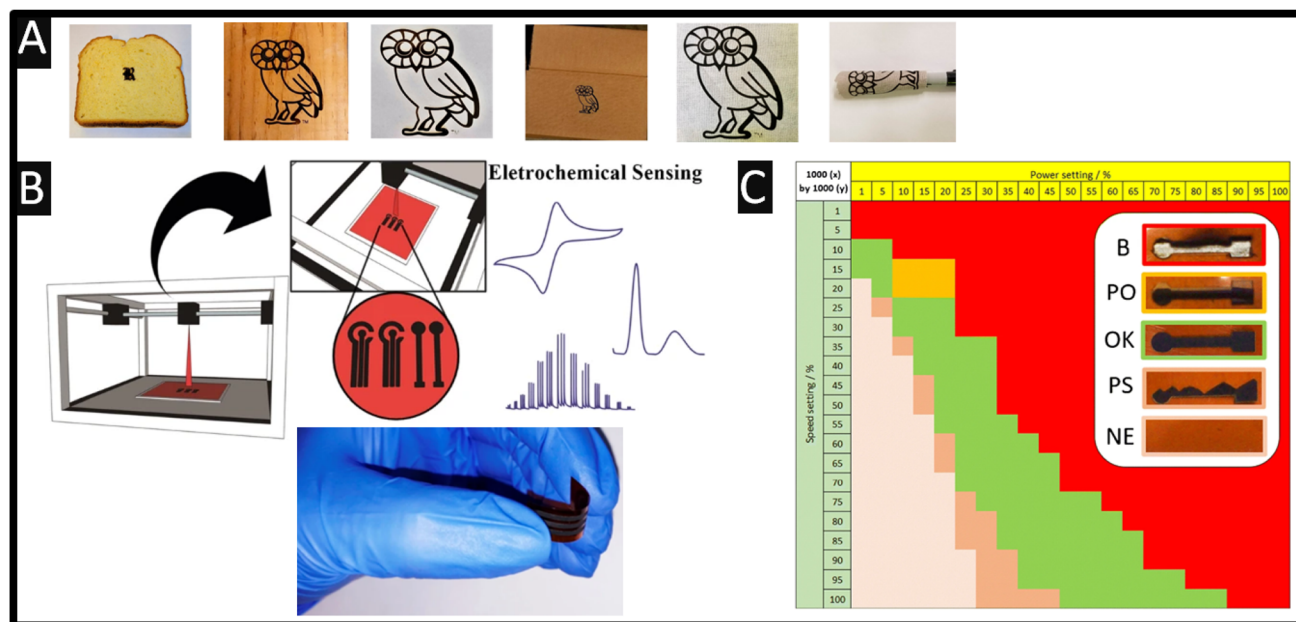 A
R
B
Eletrochemical Sensing
C
1000 (x)
by 1000 (y)
Power setting / %
1 5 10 15 20 25 30 35 40 45 50 55 60 65 70 75 80 85 90 95 100
Speed setting / %
1
5
10
15
20
25
30
35
40
45
50
55
60
65
70
75
80
85
90
95
100
B
PO
OK
PS
NE